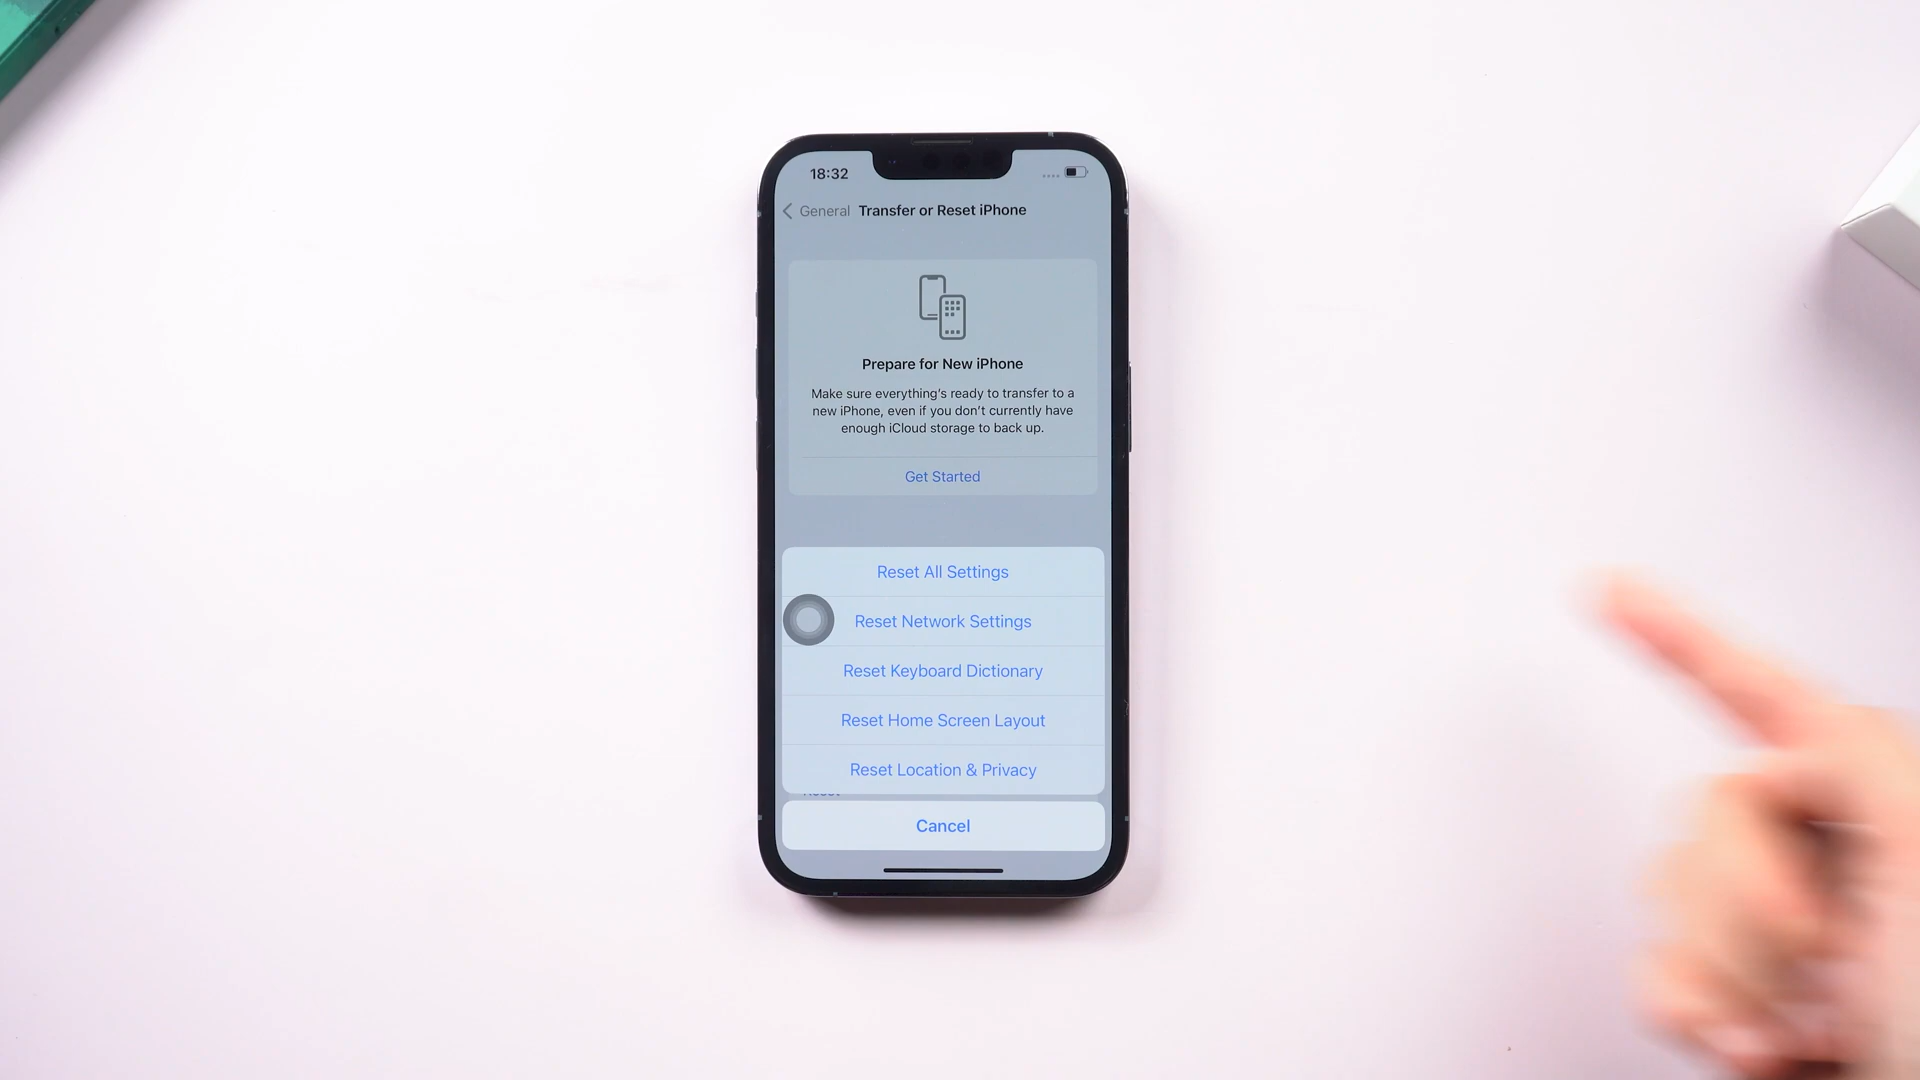 18:32
General Transfer or Reset iPhone
Prepare for New iPhone
Make sure everything's ready to transfer to a
new iPhone, even if you don't currently have
enough iCloud storage to back up.
Get Started
Reset All Settings
Reset Network Settings
Reset Keyboard Dictionary
Reset Home Screen Layout
Reset Location & Privacy
Cancel